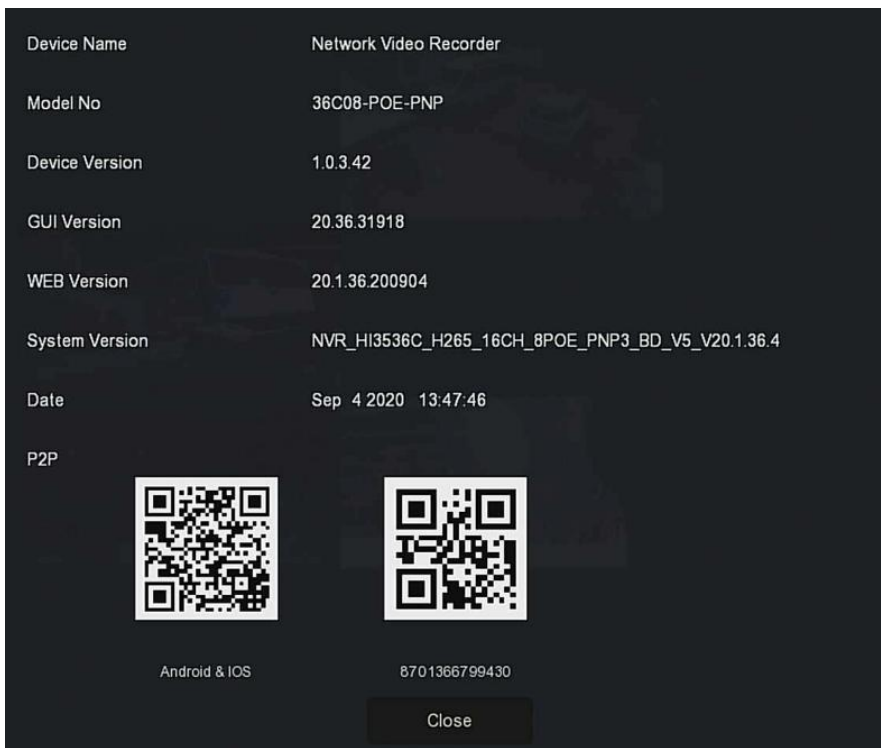 Device Name Network Video Recorder
Model No 36C08-POE-PNP
Device Version 1.0.3.42
GUI Version 20.36.31918
WEB Version 20.1.36.200904
System Version NVR_HI3536C_H265_16CH_8POE_PNP3_BD_V5_V20.1.36.4
Date Sep 4 2020 13:47:46
P2P
Android & IOS 8701366799430
Close